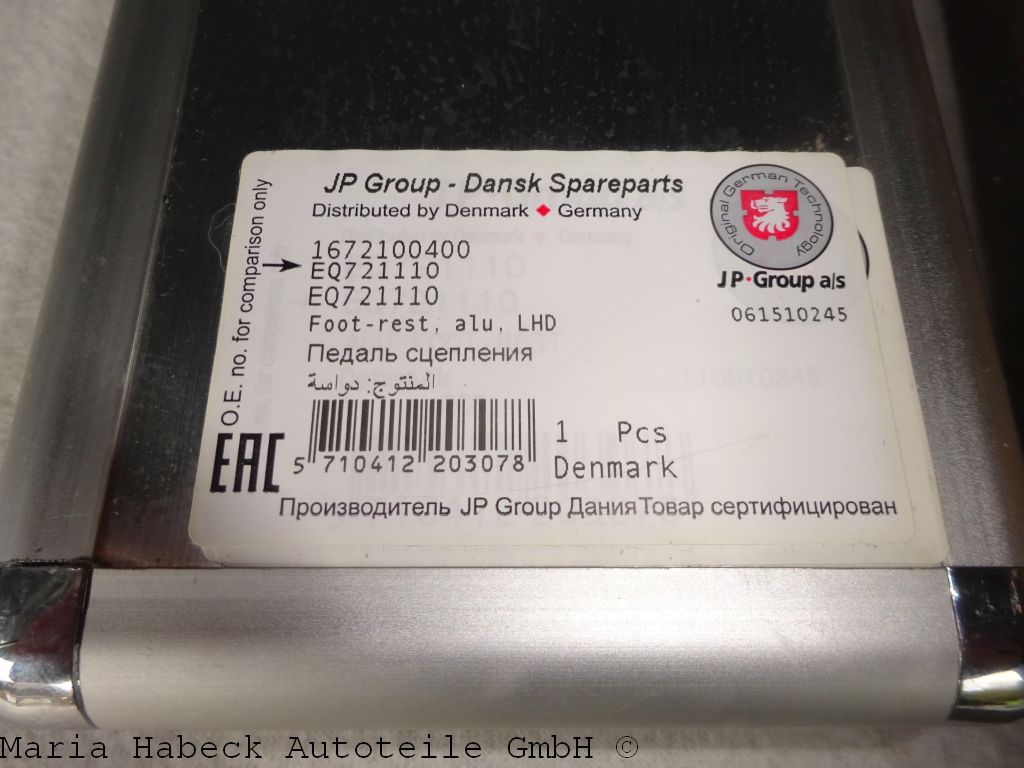 JP Group - Dansk Spareparts
Distributed by Denmark ◆ Germany
O.E. no. for comparison only
1672100400
EQ721110
EQ721110
Foot-rest, alu, LHD
Педаль сцепления
المنتوج: دواسة
Original German Technology
JP·Group a/s
061510245
EAC
5 710412 203078
1 Pcs
Denmark
Производитель JP Group Дания Товар сертифицирован
110910245
Maria Habeck Autoteile GmbH ©